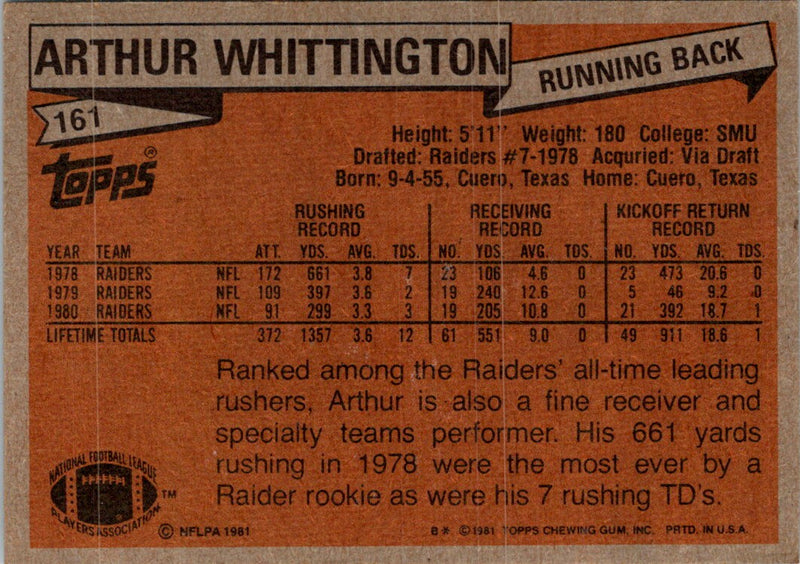 ARTHUR WHITTINGTON
RUNNING BACK
161
topps®
Height: 5'11" Weight: 180 College: SMU
Drafted: Raiders #7-1978 Acquried: Via Draft
Born: 9-4-55, Cuero, Texas Home: Cuero, Texas
RUSHING RECORD RECEIVING RECORD KICKOFF RETURN RECORD
YEAR TEAM ATT. YDS. AVG. TDS. NO. YDS. AVG. TDS. NO. YDS. AVG. TDS.
1978 RAIDERS NFL 172 661 3.8 7 23 106 4.6 0 23 473 20.6 0
1979 RAIDERS NFL 109 397 3.6 2 19 240 12.6 0 5 46 9.2 0
1980 RAIDERS NFL 91 299 3.3 3 19 205 10.8 0 21 392 18.7 1
LIFETIME TOTALS 372 1357 3.6 12 61 551 9.0 0 49 911 18.6 1
Ranked among the Raiders' all-time leading
rushers, Arthur is also a fine receiver and
specialty teams performer. His 661 yards
rushing in 1978 were the most ever by a
Raider rookie as were his 7 rushing TD's.
NATIONAL FOOTBALL LEAGUE
PLAYERS ASSOCIATION
TM
© NFLPA 1981
B* ©1981 TOPPS CHEWING GUM, INC. PRTD. IN U.S.A.